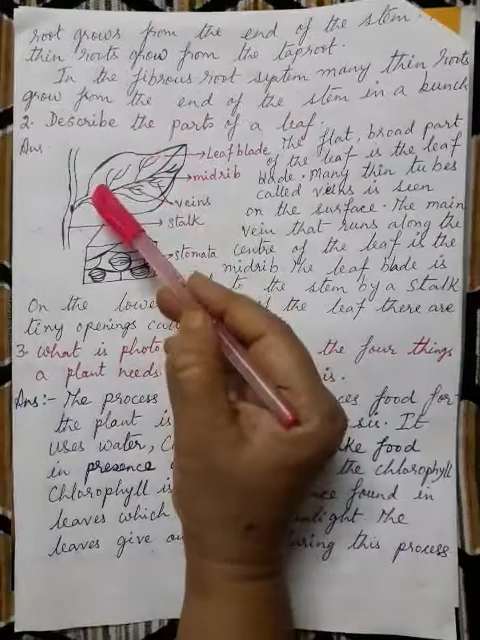 root grows from the end of the stem.
thin roots grow from the taproot.
In the fibrous root system many thin roots
grow from the end of the stem in a bunch
2. Describe the parts of a leaf.
Ans.
Leaf blade
midrib
veins
stalk
stomata
The flat, broad part
of the leaf is the leaf
blade. Many thin tubes
called veins is seen
on the surface. The main
vein that runs along the
centre of the leaf is the
midrib. The leaf blade is
to the stem by a stalk
On the lower of the leaf there are
tiny openings
3. What is the four things
a plant needs is.
Ans:- The process food for
the plant is It
uses water, food
in presence the chlorophyll
Chlorophyll is found in
leaves which The
leaves give during this process